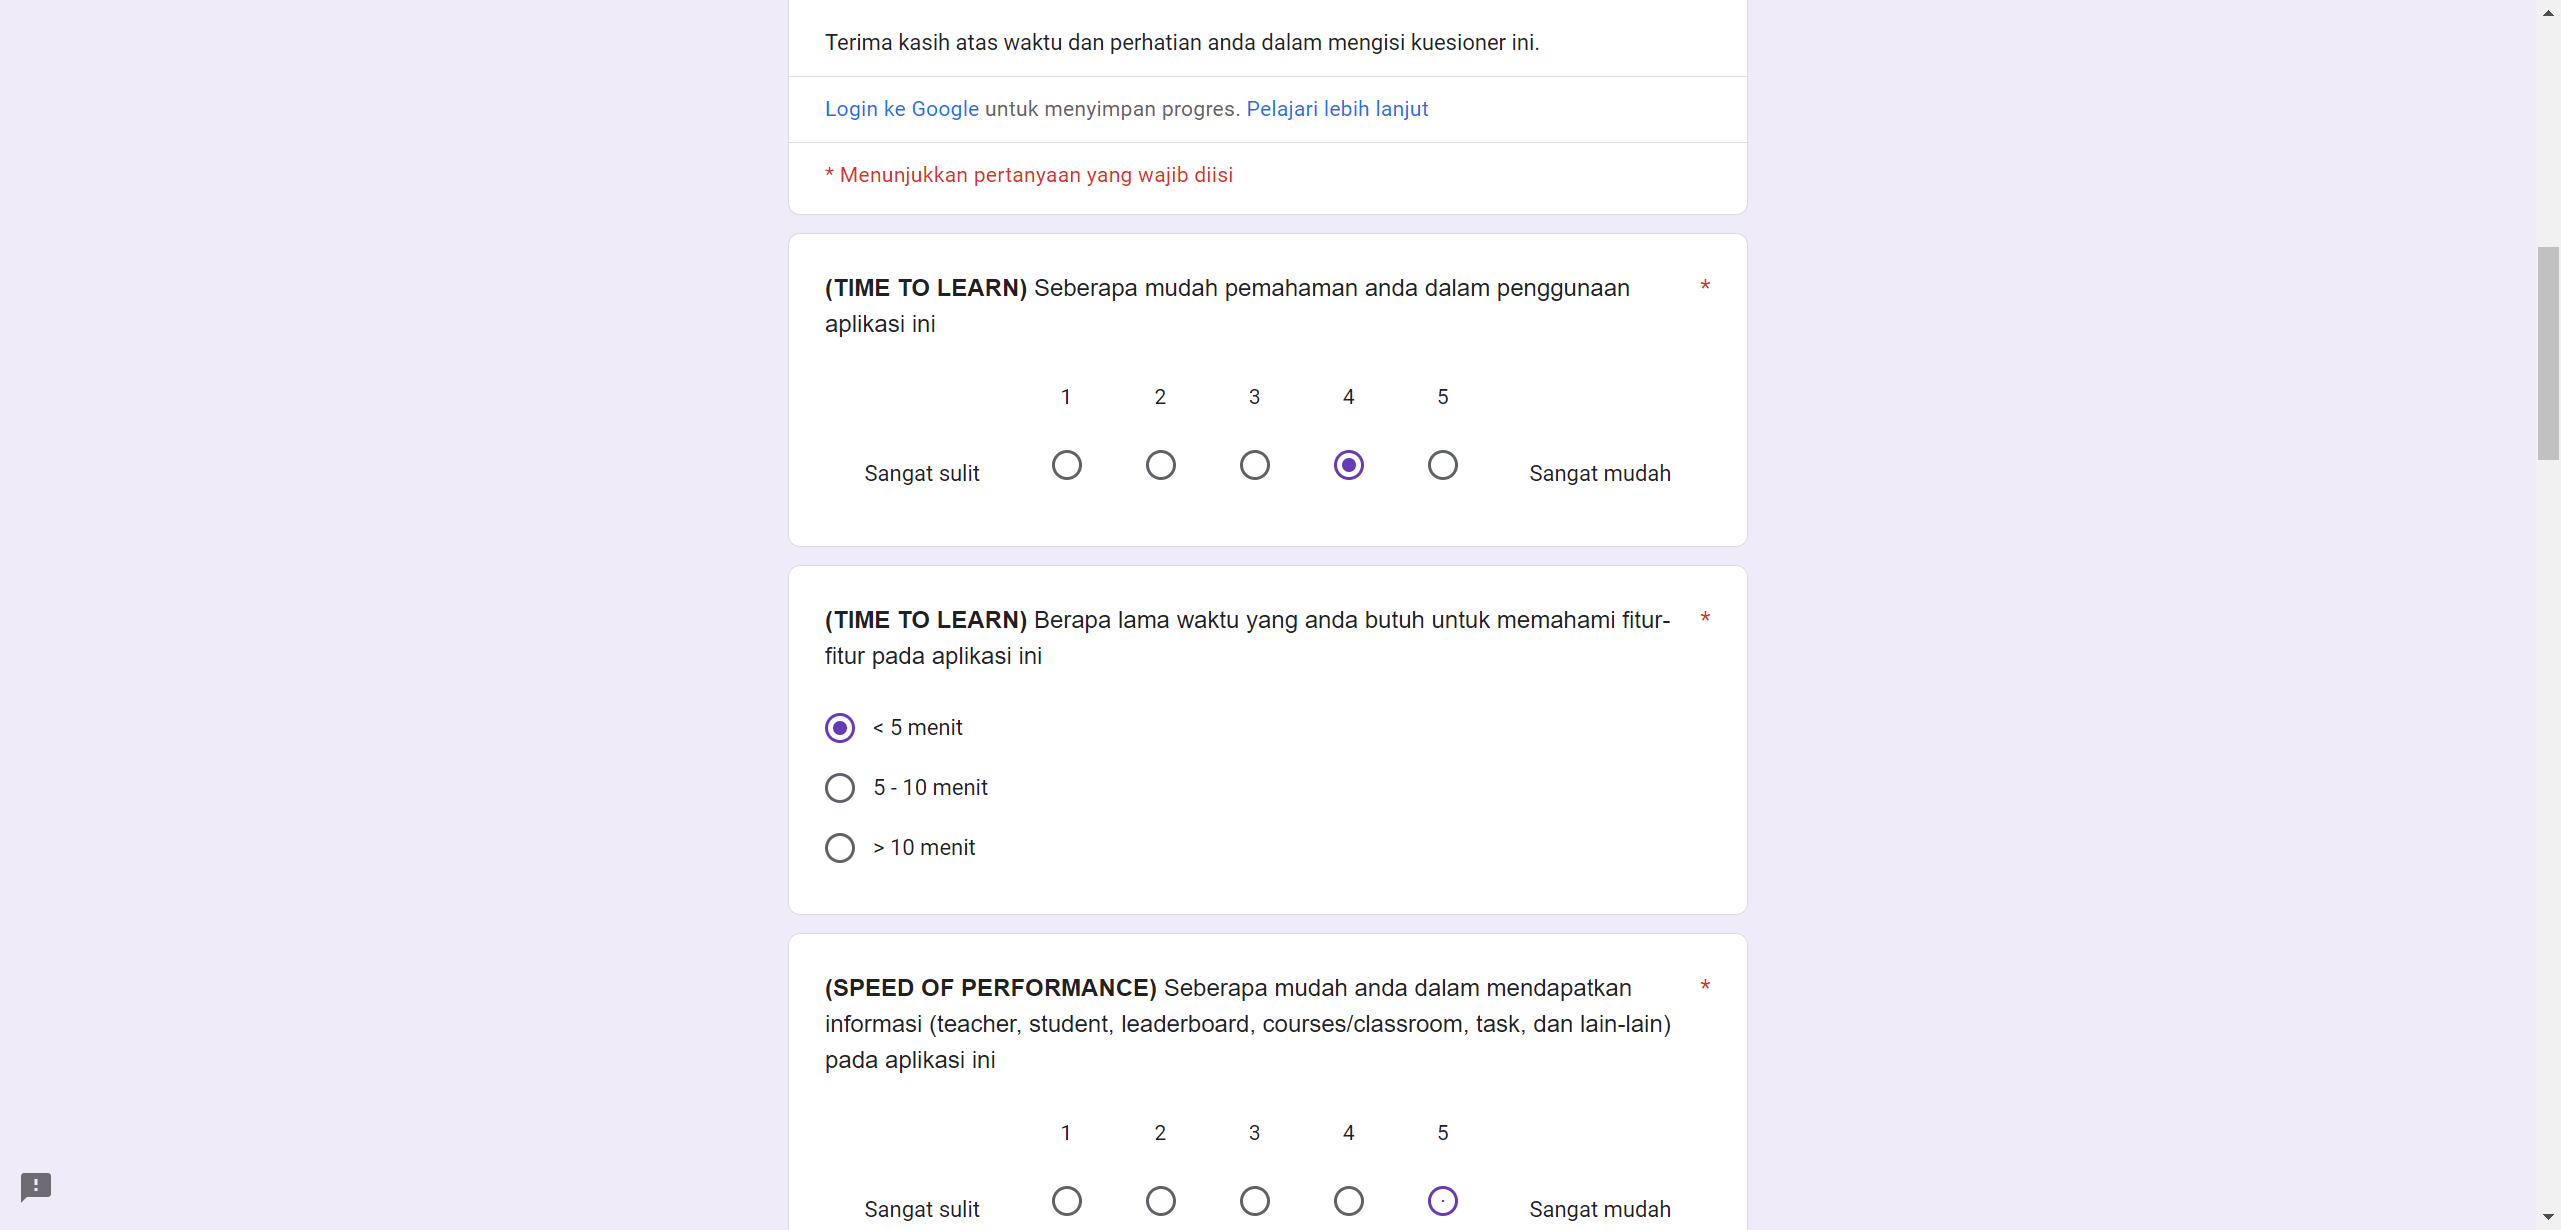 Terima kasih atas waktu dan perhatian anda dalam mengisi kuesioner ini.
Login ke Google untuk menyimpan progres. Pelajari lebih lanjut
* Menunjukkan pertanyaan yang wajib diisi
(TIME TO LEARN) Seberapa mudah pemahaman anda dalam penggunaan *
aplikasi ini
1 2 3 4 5
Sangat sulit Sangat mudah
(TIME TO LEARN) Berapa lama waktu yang anda butuh untuk memahami fitur- *
fitur pada aplikasi ini
< 5 menit
5 - 10 menit
> 10 menit
(SPEED OF PERFORMANCE) Seberapa mudah anda dalam mendapatkan *
informasi (teacher, student, leaderboard, courses/classroom, task, dan lain-lain)
pada aplikasi ini
1 2 3 4 5
Sangat sulit Sangat mudah